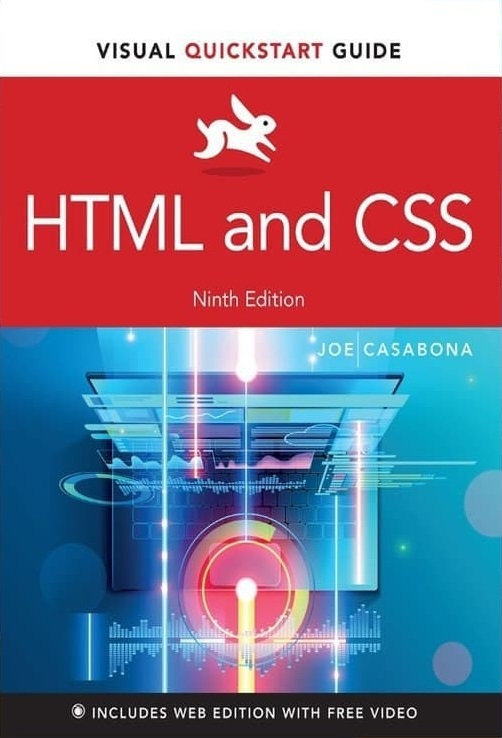 VISUAL QUICKSTART GUIDE
HTML and CSS
Ninth Edition
JOE CASABONA
INCLUDES WEB EDITION WITH FREE VIDEO